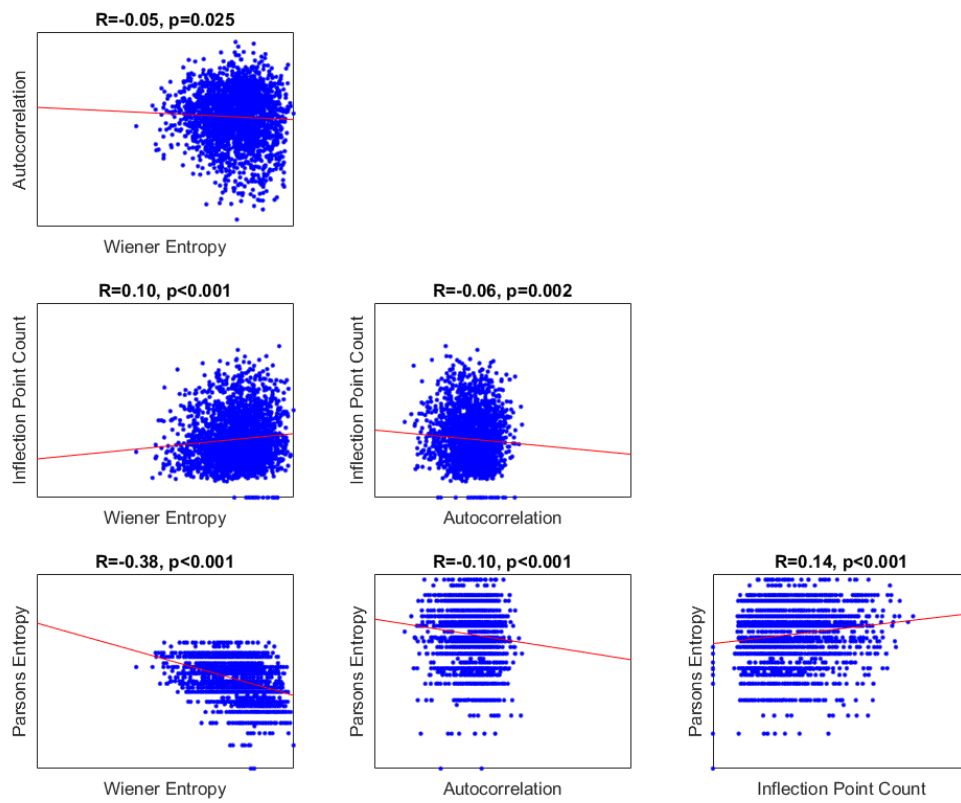 R=-0.05, p=0.025
Autocorrelation
Wiener Entropy
R=0.10, p<0.001
Inflection Point Count
Wiener Entropy
R=-0.06, p=0.002
Inflection Point Count
Autocorrelation
R=-0.38, p<0.001
Parsons Entropy
Wiener Entropy
R=-0.10, p<0.001
Parsons Entropy
Autocorrelation
R=0.14, p<0.001
Parsons Entropy
Inflection Point Count